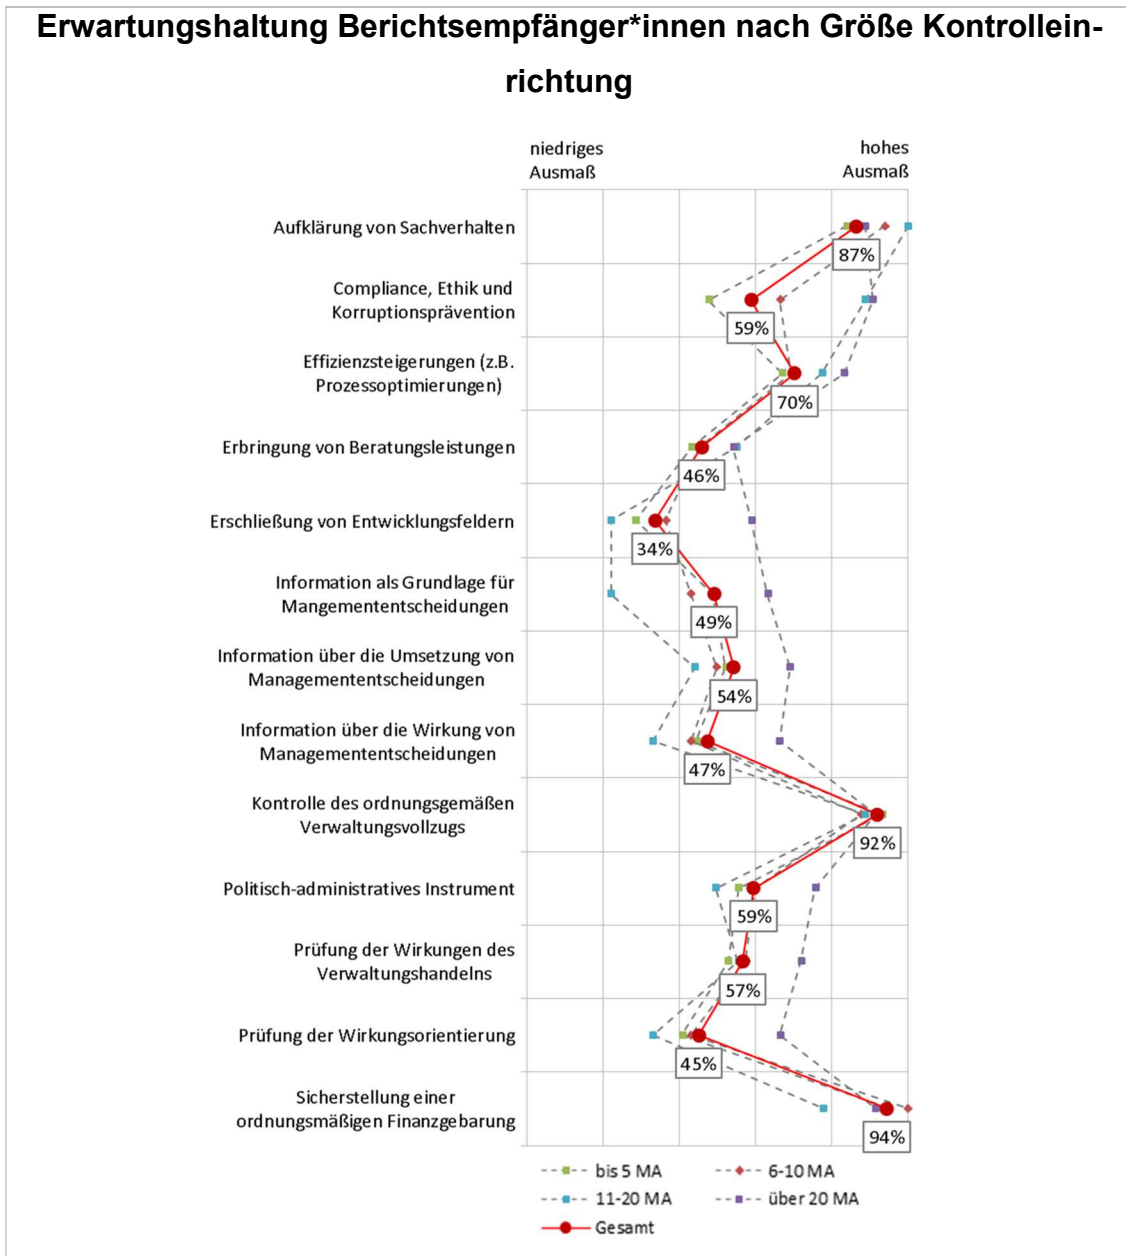 Erwartungshaltung Berichtsempfänger*innen nach Größe Kontrollein-
richtung
niedriges
Ausmaß
hohes
Ausmaß
Aufklärung von Sachverhalten
87%
Compliance, Ethik und
Korruptionsprävention
59%
Effizienzsteigerungen (z.B.
Prozessoptimierungen)
70%
Erbringung von Beratungsleistungen
46%
Erschließung von Entwicklungsfeldern
34%
Information als Grundlage für
Mangemententscheidungen
49%
Information über die Umsetzung von
Managemententscheidungen
54%
Information über die Wirkung von
Managemententscheidungen
47%
Kontrolle des ordnungsgemäßen
Verwaltungsvollzugs
92%
Politisch-administratives Instrument
59%
Prüfung der Wirkungen des
Verwaltungshandelns
57%
Prüfung der Wirkungsorientierung
45%
Sicherstellung einer
ordnungsmäßigen Finanzgebarung
94%
bis 5 MA
6-10 MA
11-20 MA
über 20 MA
Gesamt